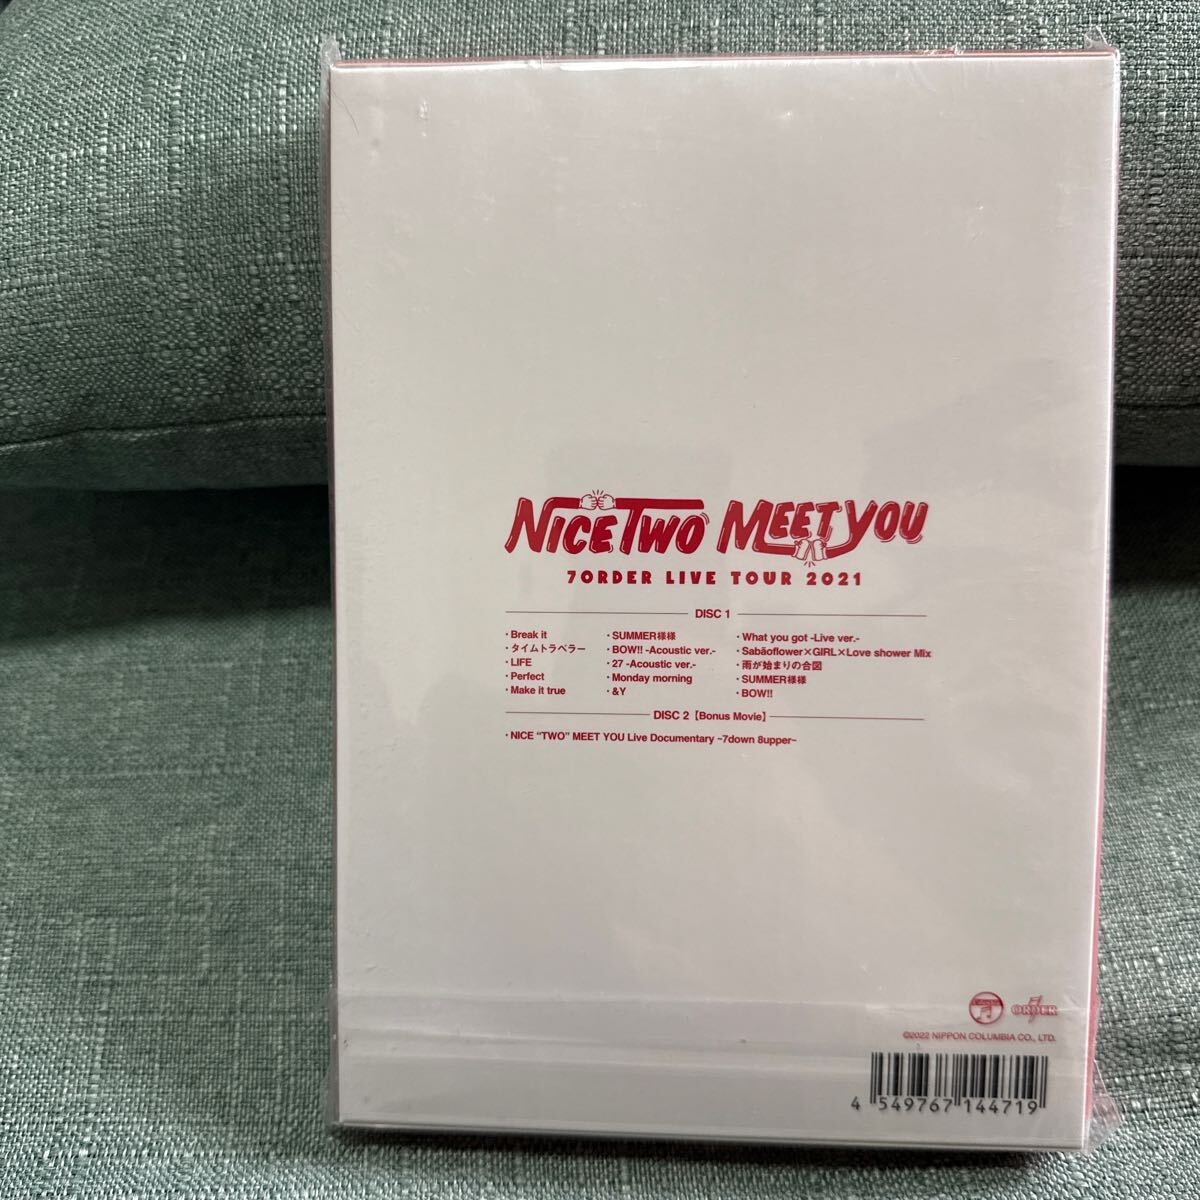 NICE TWO MEET YOU
7ORDER LIVE TOUR 2021
DISC 1
・Break it
・タイムトラベラー
・LIFE
・Perfect
・Make it true
・SUMMER様様
・BOW!! -Acoustic ver.-
・27 -Acoustic ver.-
・Monday morning
・&Y
・What you got -Live ver.-
・Sabãoflower×GIRL×Love shower Mix
・雨が始まりの合図
・SUMMER様様
・BOW!!
DISC 2【Bonus Movie】
・NICE “TWO” MEET YOU Live Documentary ~7down 8upper~
Columbia
7ORDER
©2022 NIPPON COLUMBIA CO., LTD.
4 549767 144719